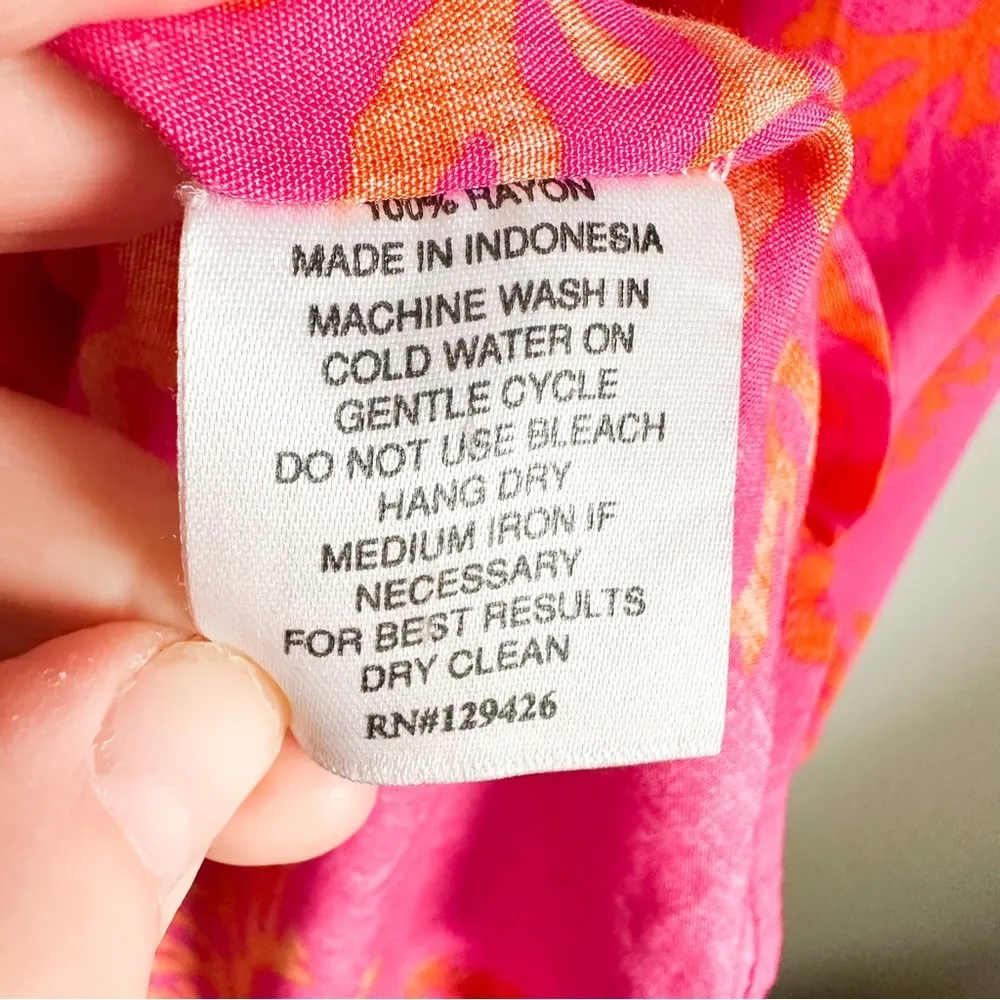 100% RAYON
MADE IN INDONESIA
MACHINE WASH IN
COLD WATER ON
GENTLE CYCLE
DO NOT USE BLEACH
HANG DRY
MEDIUM IRON IF
NECESSARY
FOR BEST RESULTS
DRY CLEAN
RN#129426